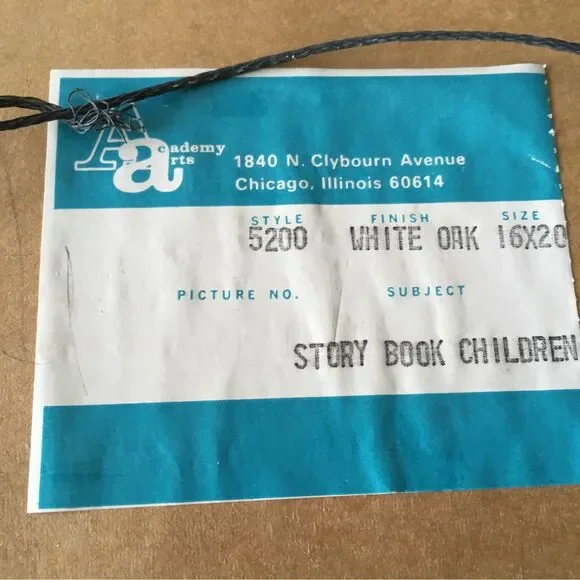 Academy
Arts
1840 N. Clybourn Avenue
Chicago, Illinois 60614
STYLE FINISH SIZE
5200 WHITE OAK 16X20
PICTURE NO. SUBJECT
STORY BOOK CHILDREN